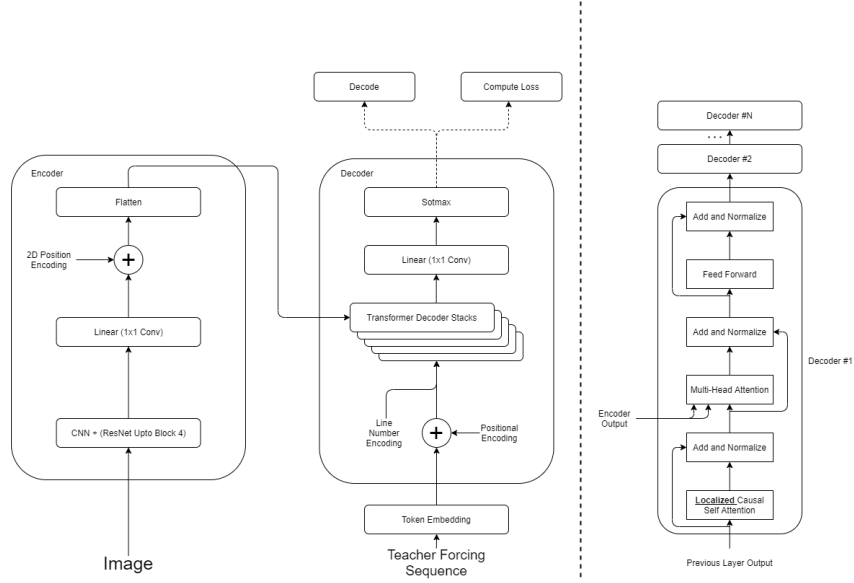 Decode
Compute Loss
Encoder
Flatten
2D Position
Encoding
+
Linear (1x1 Conv)
CNN + (ResNet Upto Block 4)
Image
Decoder
Sotmax
Linear (1x1 Conv)
Transformer Decoder Stacks
Line
Number
Encoding
+
Positional
Encoding
Token Embedding
Teacher Forcing
Sequence
Decoder #N
...
Decoder #2
Add and Normalize
Feed Forward
Add and Normalize
Decoder #1
Multi-Head Attention
Encoder
Output
Add and Normalize
Localized Causal
Self Attention
Previous Layer Output